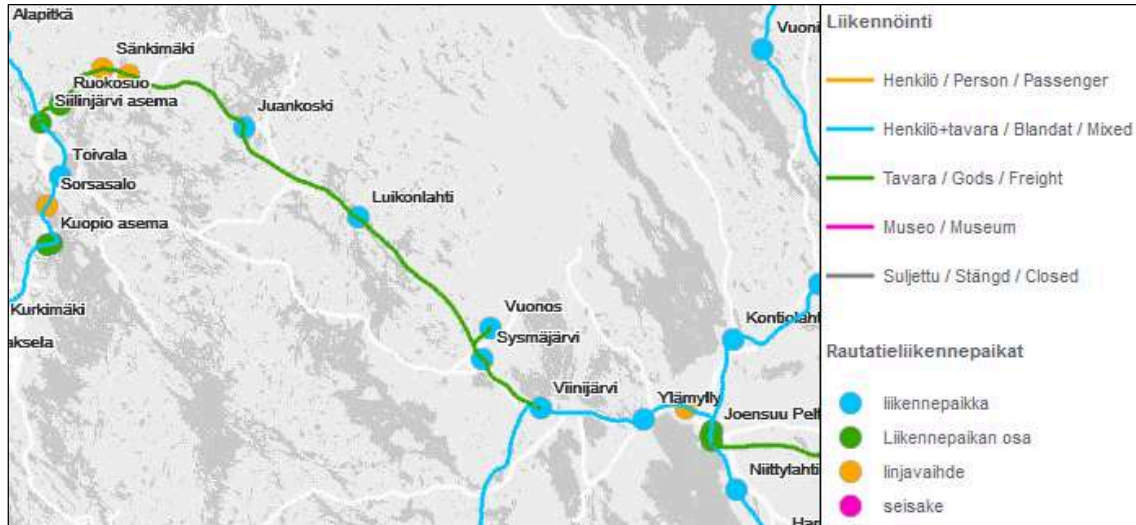 Alapitkä
Sänkimäki
Ruokosuo
Siilinjärvi asema
Juankoski
Toivala
Sorsasalo
Luikonlahti
Kuopio asema
Vuonos
Kurkimäki
Sysmäjärvi
aksela
Viinijärvi
Ylämylly
Vuoni
Kontiolaht
Joensuu Pelt
Niittylahti
Han
Liikennöinti
Henkilö / Person / Passenger
Henkilö+tavara / Blandat / Mixed
Tavara / Gods / Freight
Museo / Museum
Suljettu / Stängd / Closed
Rautatieliikennepaikat
liikennepaikka
Liikennepaikan osa
linjavaihde
seisake